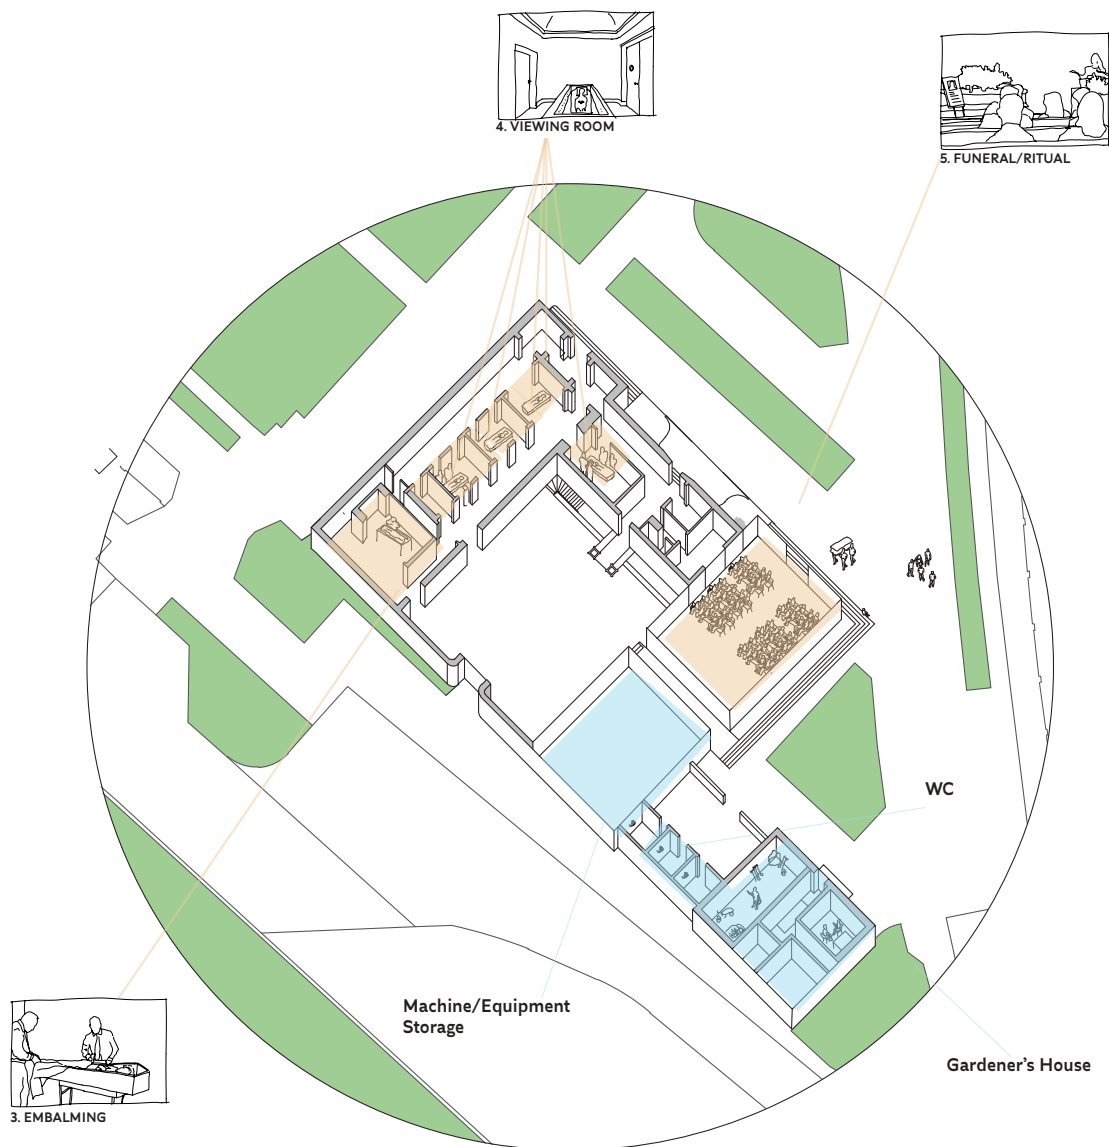 4. VIEWING ROOM
5. FUNERAL/RITUAL
WC
Machine/Equipment
Storage
Gardener's House
3. EMBALMING